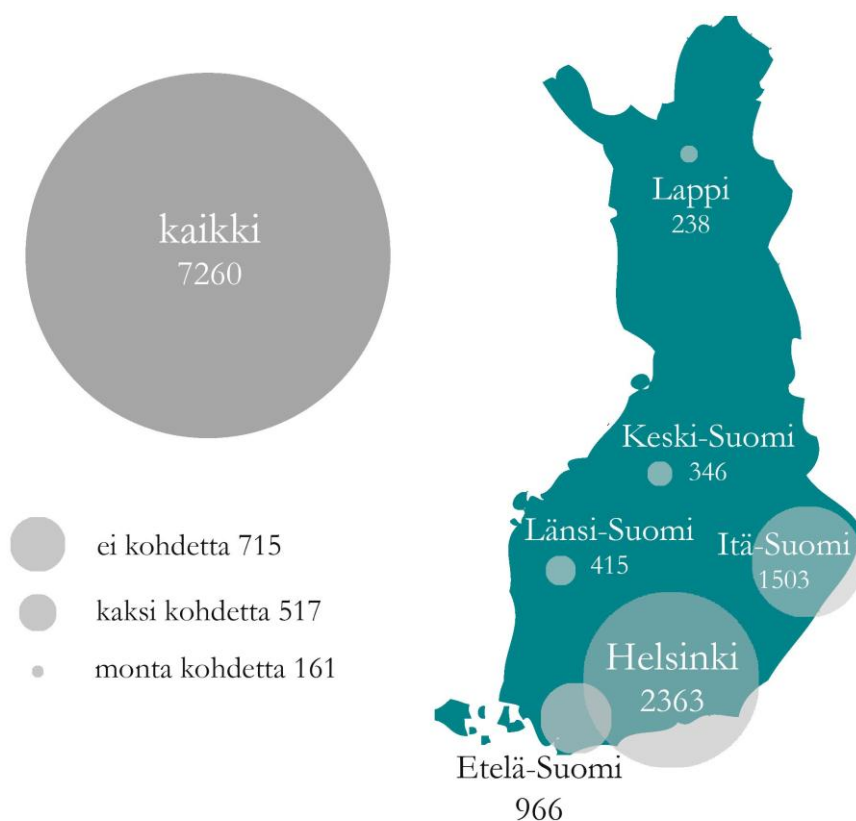 kaikki
7260
ei kohdetta 715
kaksi kohdetta 517
monta kohdetta 161
Lappi
238
Keski-Suomi
346
Länsi-Suomi
415
Itä-Suomi
1503
Helsinki
2363
Etelä-Suomi
966